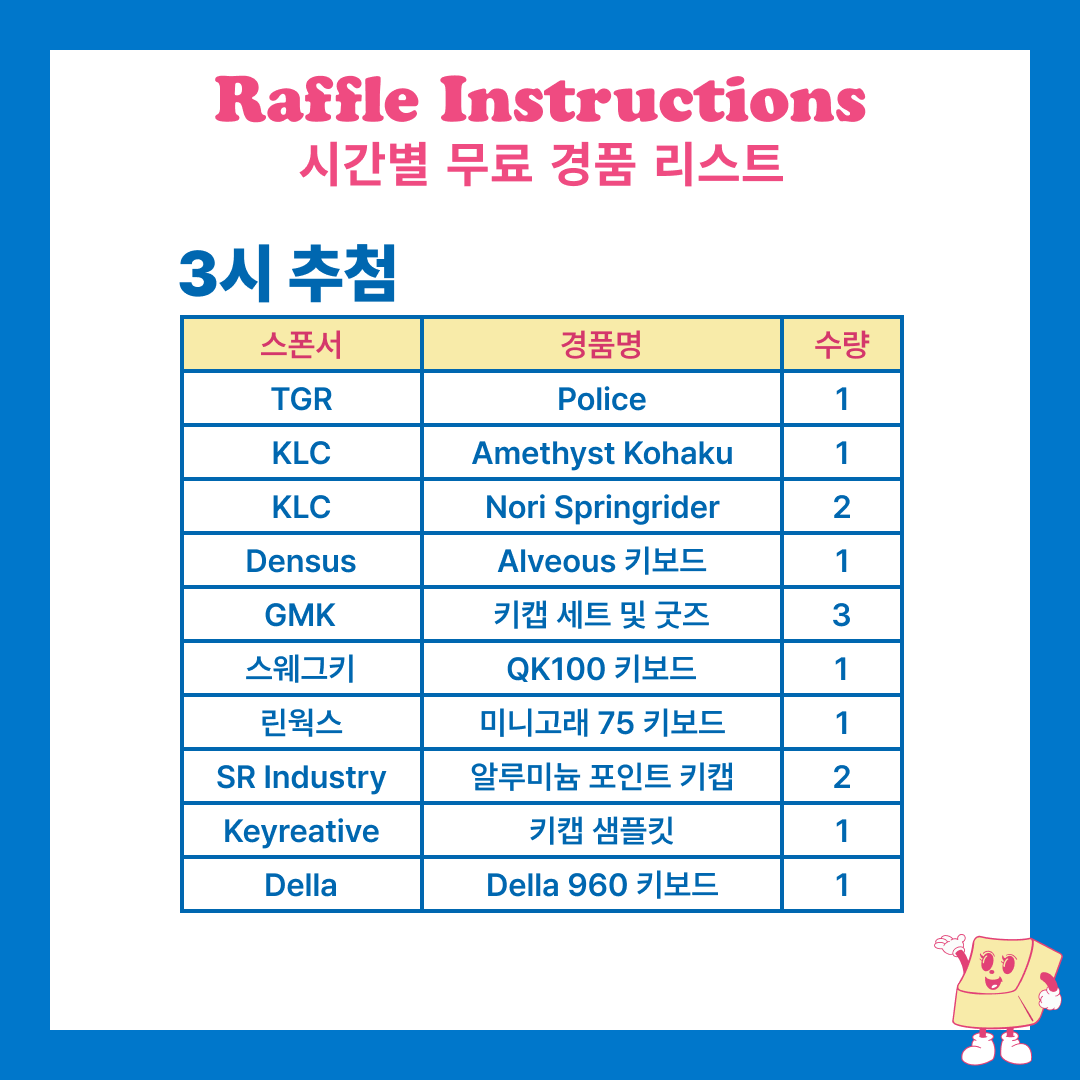 Raffle Instructions
시간별 무료 경품 리스트
3시 추첨
스폰서 경품명 수량
TGR Police 1
KLC Amethyst Kohaku 1
KLC Nori Springrider 2
Densus Alveous 키보드 1
GMK 키캡 세트 및 굿즈 3
스웨그키 QK100 키보드 1
린웍스 미니고래 75 키보드 1
SR Industry 알루미늄 포인트 키캡 2
Keyreative 키캡 샘플킷 1
Della Della 960 키보드 1